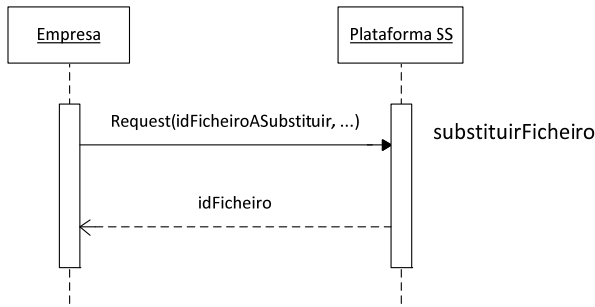 Empresa
Plataforma SS
Request(idFicheiroASubstituir, ...)
substituirFicheiro
idFicheiro